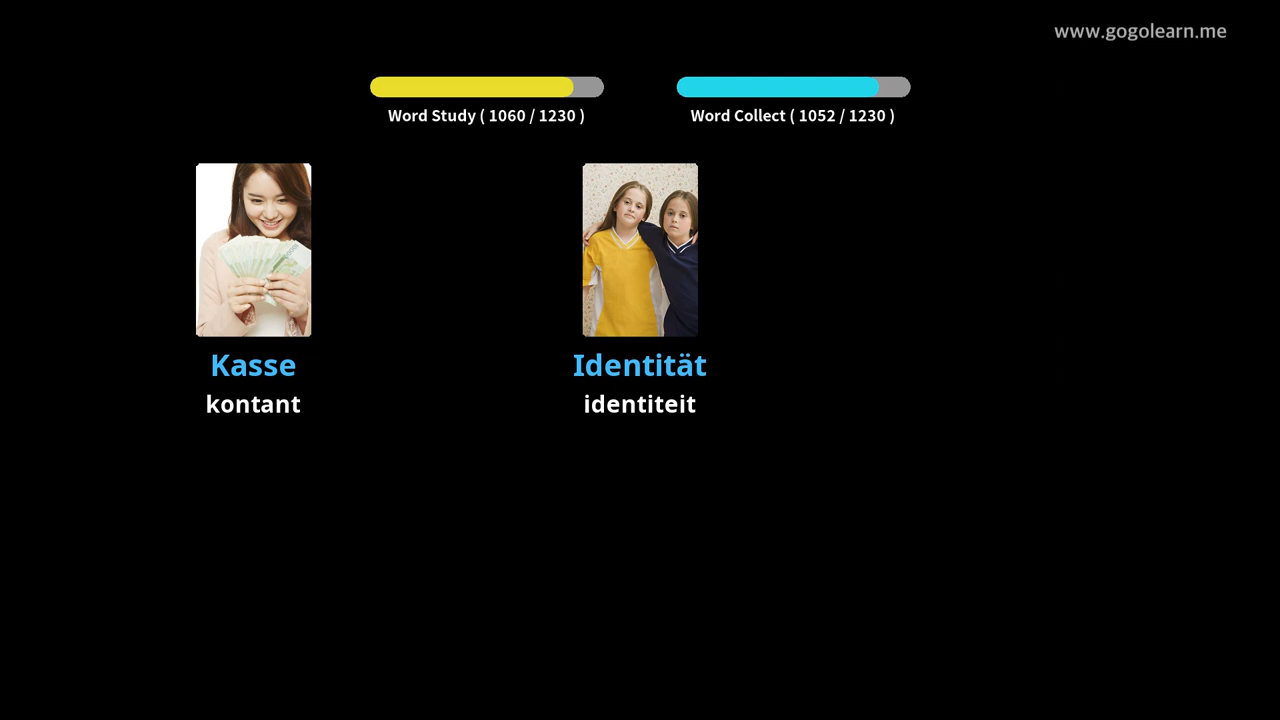 www.gogolearn.me
Word Study ( 1060 / 1230 )
Word Collect ( 1052 / 1230 )
Kasse
kontant
Identität
identiteit